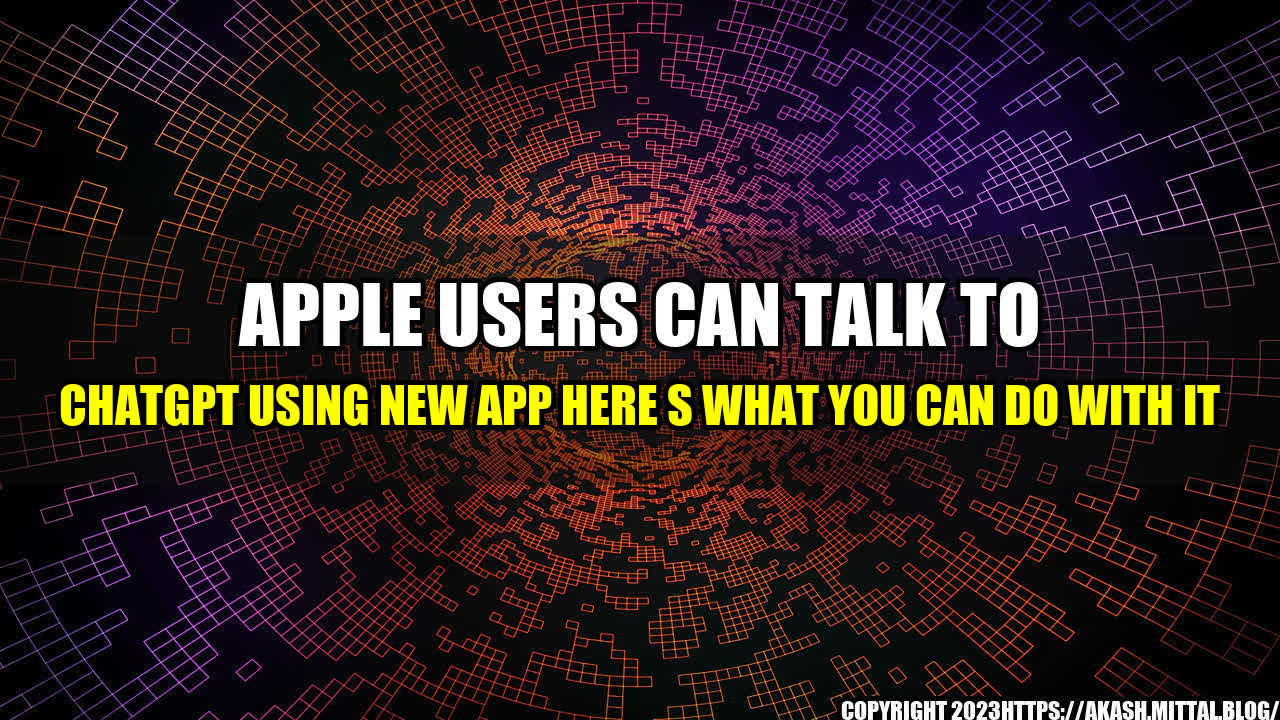 APPLE USERS CAN TALK TO
CHATGPT USING NEW APP HERE S WHAT YOU CAN DO WITH IT
COPYRIGHT 2023HTTPS://AKASH.MITTAL.BLOG/